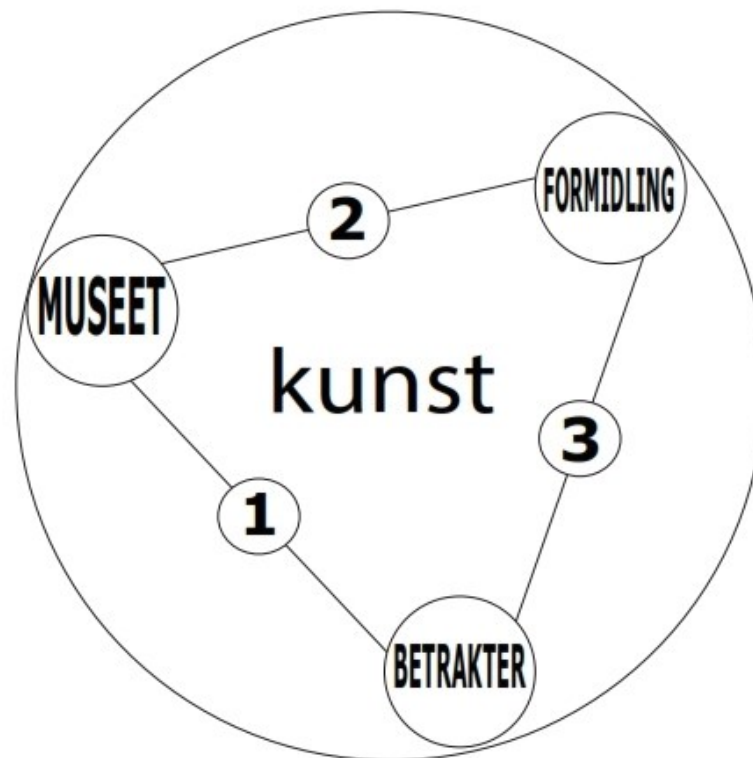 FORMIDLING
2
MUSEET
kunst
3
1
BETRAKTER